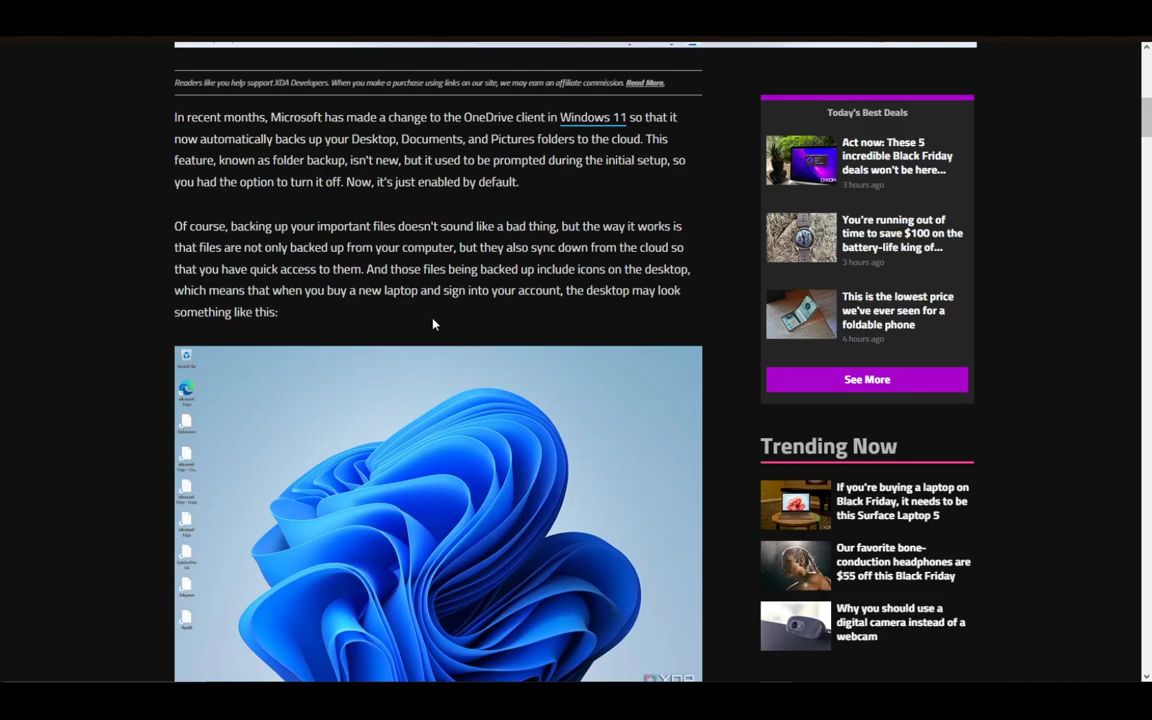 Readers like you help support XDA Developers. When you make a purchase using links on our site, we may earn an affiliate commission. Read More.
In recent months, Microsoft has made a change to the OneDrive client in Windows 11 so that it
now automatically backs up your Desktop, Documents, and Pictures folders to the cloud. This
feature, known as folder backup, isn't new, but it used to be prompted during the initial setup, so
you had the option to turn it off. Now, it's just enabled by default.
Of course, backing up your important files doesn't sound like a bad thing, but the way it works is
that files are not only backed up from your computer, but they also sync down from the cloud so
that you have quick access to them. And those files being backed up include icons on the desktop,
which means that when you buy a new laptop and sign into your account, the desktop may look
something like this:
Today's Best Deals
Act now: These 5
incredible Black Friday
deals won't be here...
3 hours ago
You're running out of
time to save $100 on the
battery-life king of...
3 hours ago
This is the lowest price
we've ever seen for a
foldable phone
4 hours ago
See More
Trending Now
If you're buying a laptop on
Black Friday, it needs to be
this Surface Laptop 5
Our favorite bone-
conduction headphones are
$55 off this Black Friday
Why you should use a
digital camera instead of a
webcam